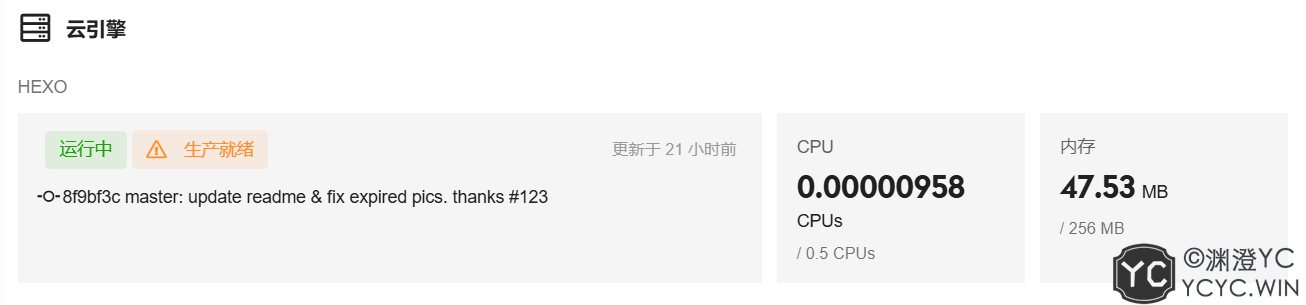 云引擎
HEXO
运行中 生产就绪 更新于 21 小时前
8f9bf3c master: update readme & fix expired pics. thanks #123
CPU
0.00000958
CPUs
/ 0.5 CPUs
内存
47.53 MB
/ 256 MB
YC ©渊澄YC
YCYC.WIN